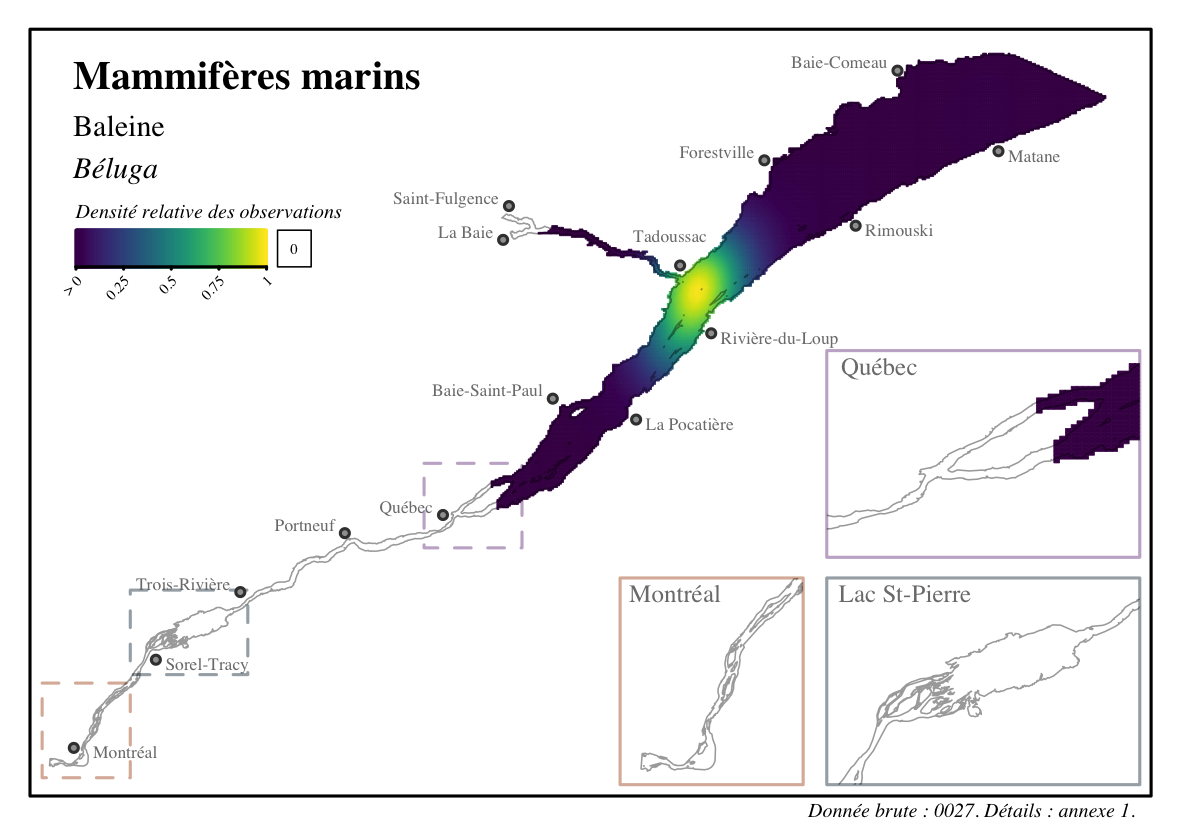 Mammifères marins
Baleine
Béluga
Densité relative des observations
> 0
0.25
0.5
0.75
1
0
Baie-Comeau
Forestville
Matane
Saint-Fulgence
La Baie
Tadoussac
Rimouski
Rivière-du-Loup
Baie-Saint-Paul
La Pocatière
Québec
Portneuf
Trois-Rivière
Sorel-Tracy
Montréal
Québec
Montréal
Lac St-Pierre
Donnée brute : 0027. Détails : annexe 1.